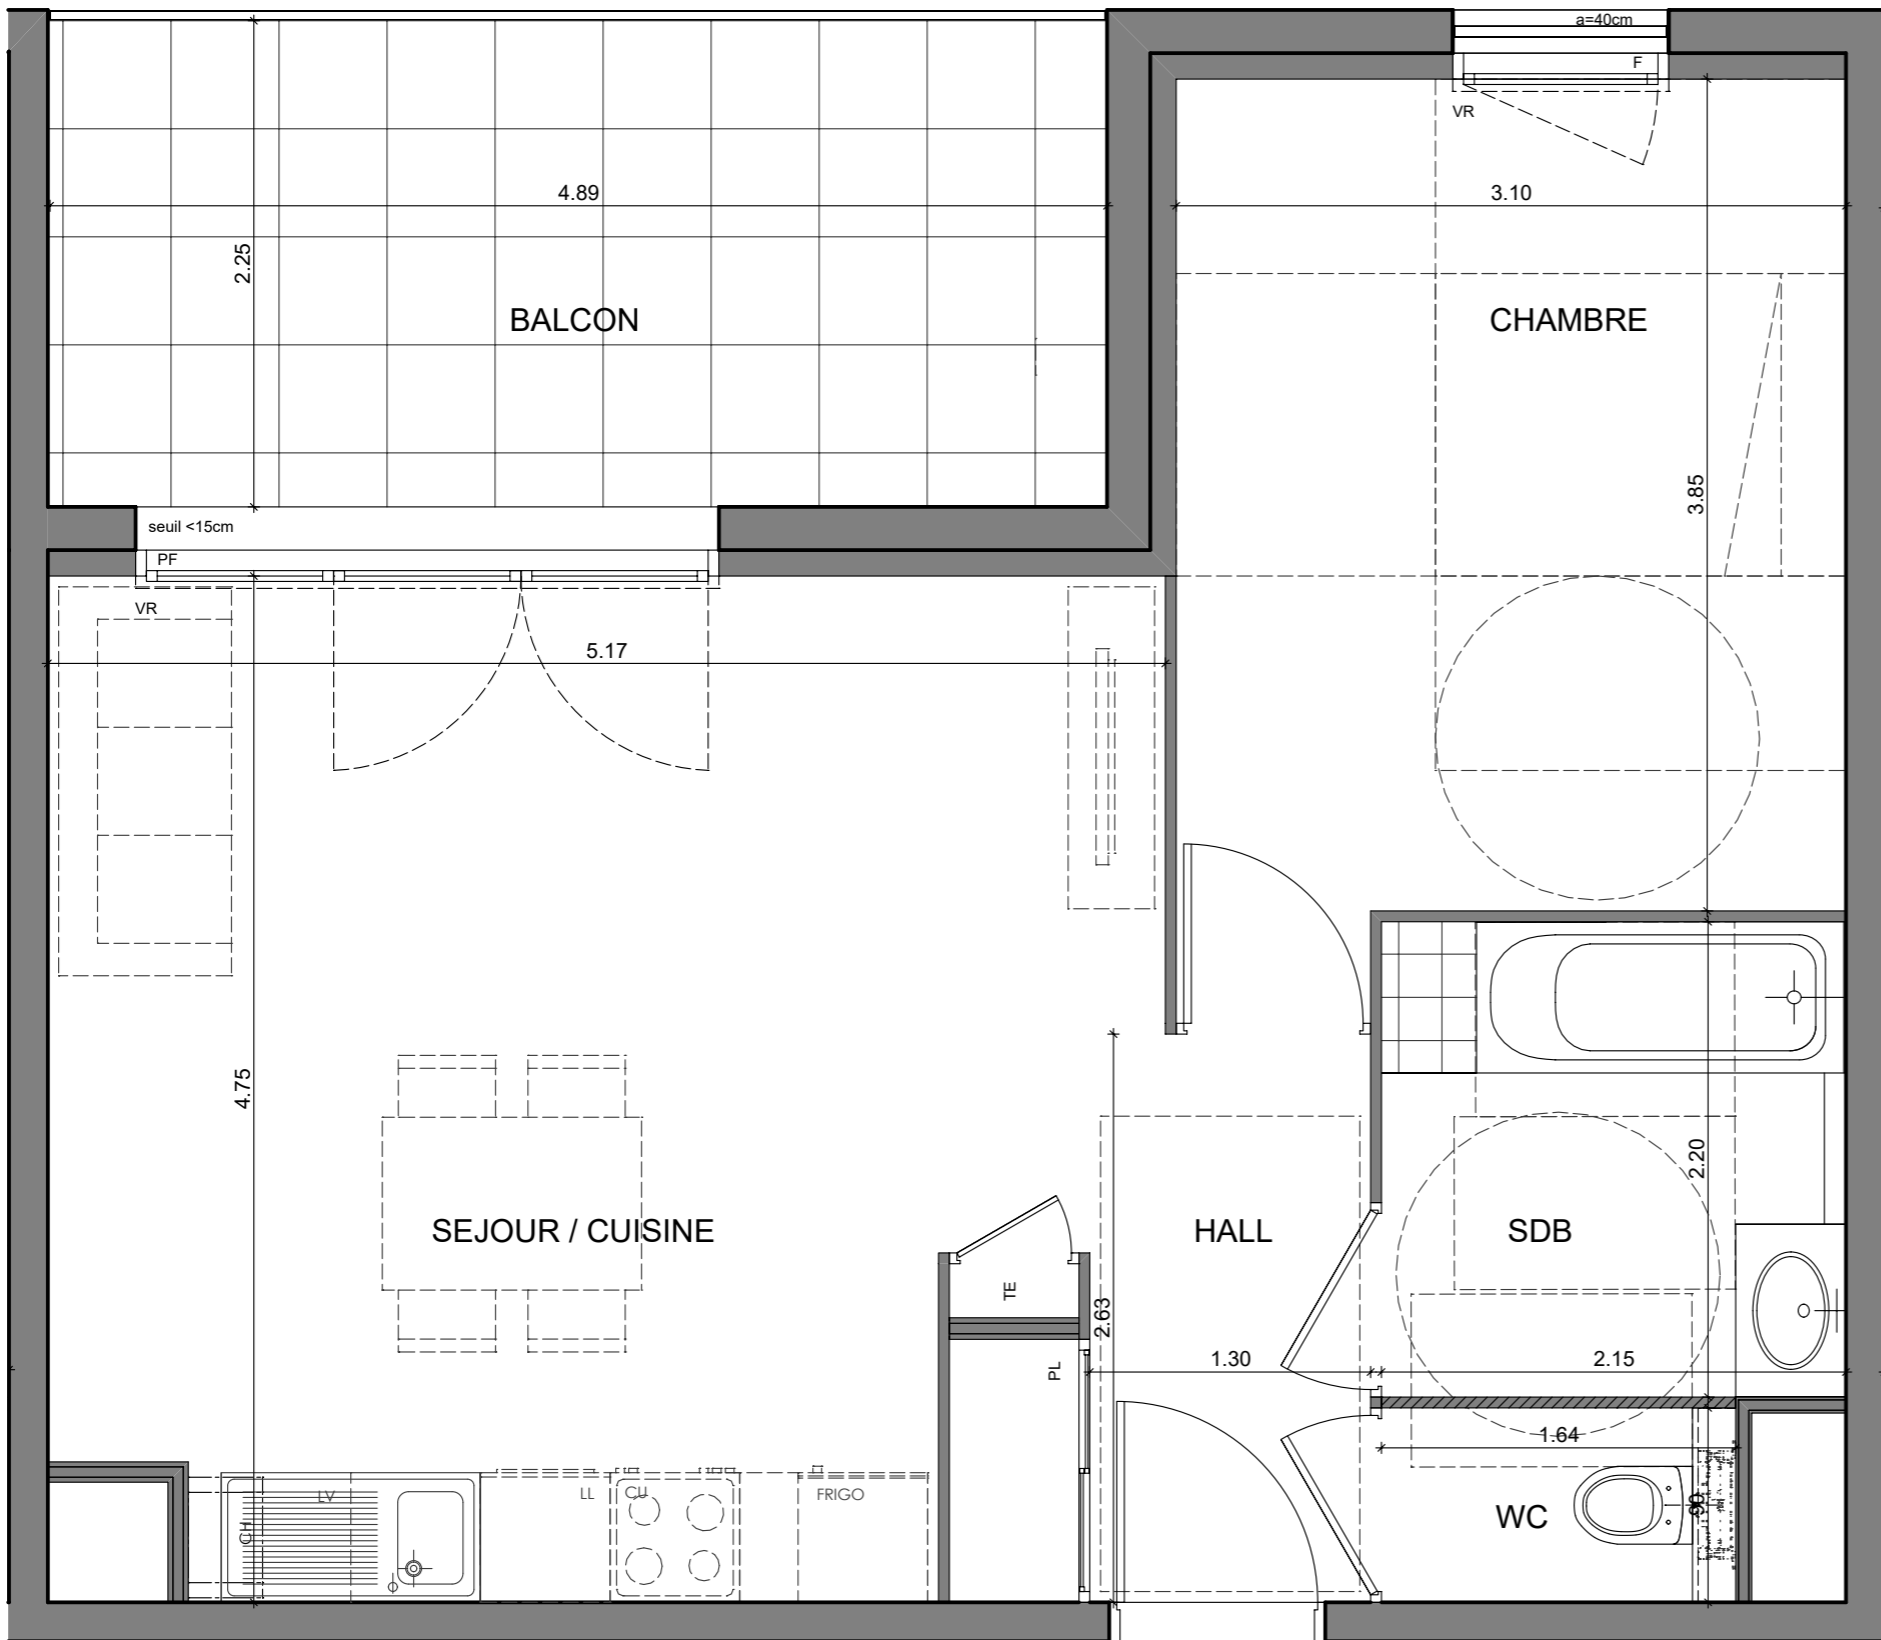 a=40cm
F
VR
4.89
3.10
2.25
BALCON
CHAMBRE
3.85
seuil <15cm
PF
VR
5.17
4.75
2.20
SEJOUR / CUISINE
HALL
SDB
TE
2.63
1.30
2.15
PL
1.64
LV
LL
CU
FRIGO
CH
WC
.90